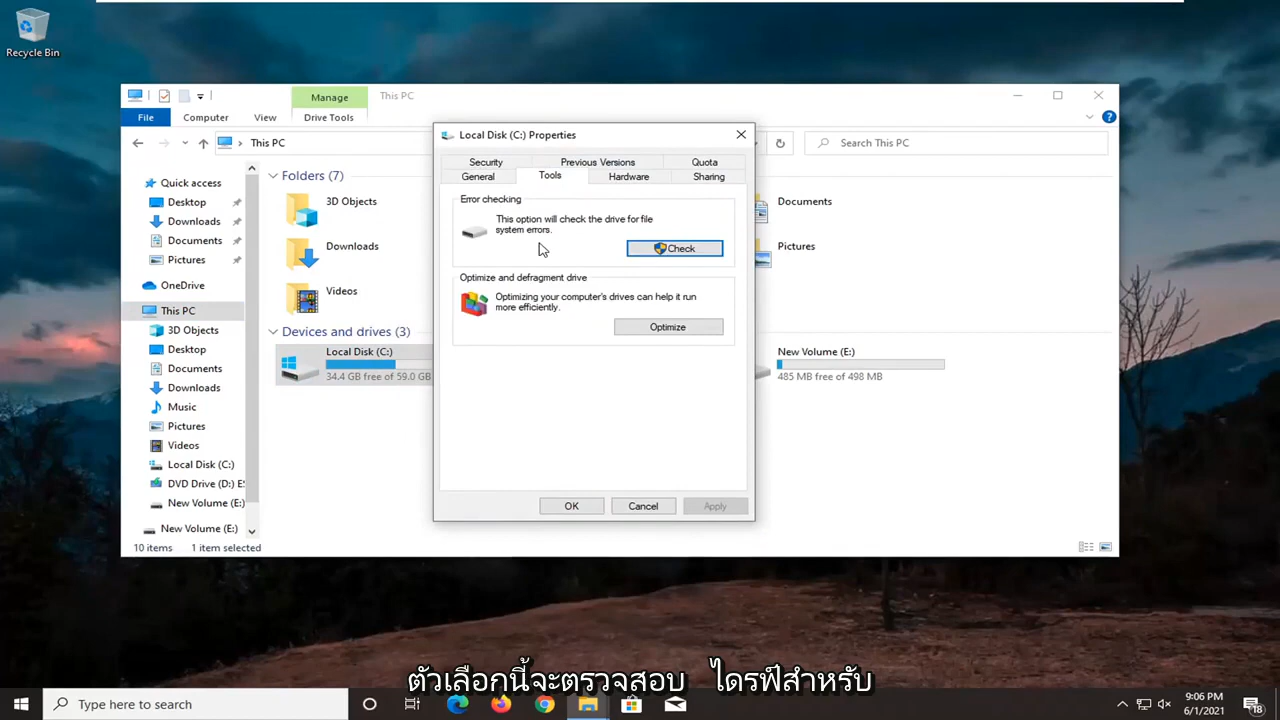 Recycle Bin
Manage
This PC
File
Computer
View
Drive Tools
This PC
Search This PC
Quick access
Desktop
Downloads
Documents
Pictures
OneDrive
This PC
3D Objects
Desktop
Documents
Downloads
Music
Pictures
Videos
Local Disk (C:)
DVD Drive (D:) ES
New Volume (E:)
New Volume (E:)
Folders (7)
3D Objects
Downloads
Videos
Documents
Pictures
Devices and drives (3)
Local Disk (C:)
34.4 GB free of 59.0 GB
New Volume (E:)
485 MB free of 498 MB
10 items
1 item selected
Local Disk (C:) Properties
Security
Previous Versions
Quota
General
Tools
Hardware
Sharing
Error checking
This option will check the drive for file
system errors.
Check
Optimize and defragment drive
Optimizing your computer's drives can help it run
more efficiently.
Optimize
OK
Cancel
Apply
ตัวเลือกนี้จะตรวจสอบ ไดรฟ์สำหรับ
Type here to search
9:06 PM
6/1/2021
18